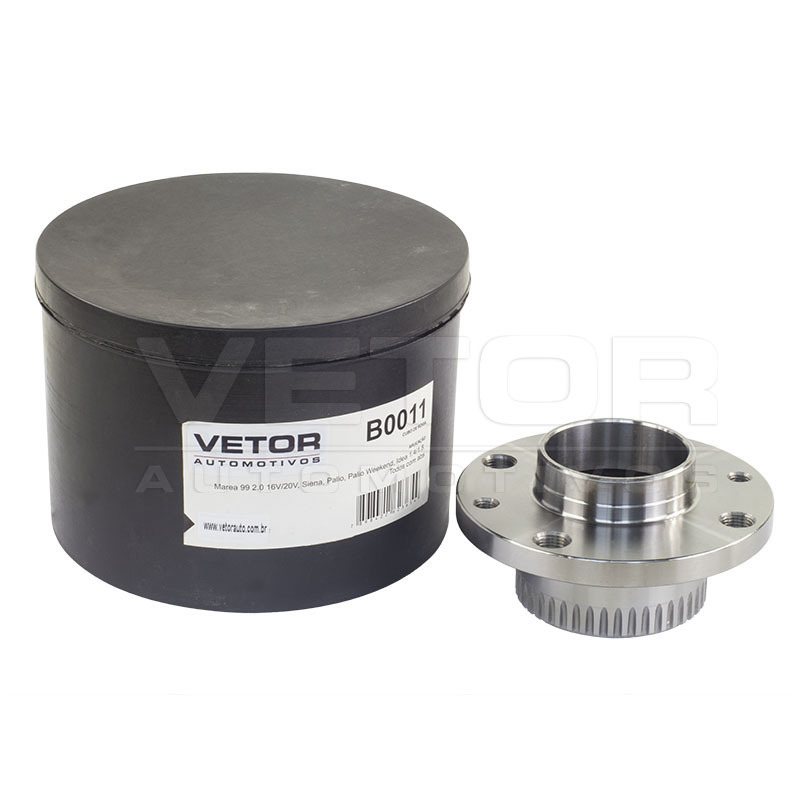 VETOR
AUTOMOTIVOS
B0011
CUBO DE RODA
APLICAÇÃO
Marea 99 2.0 16V/20V, Siena, Palio, Palio Weekend, Idea 1.4/1.8
Todos com abs
www.vetorauto.com.br
VETOR
AUTOMOTIVOS